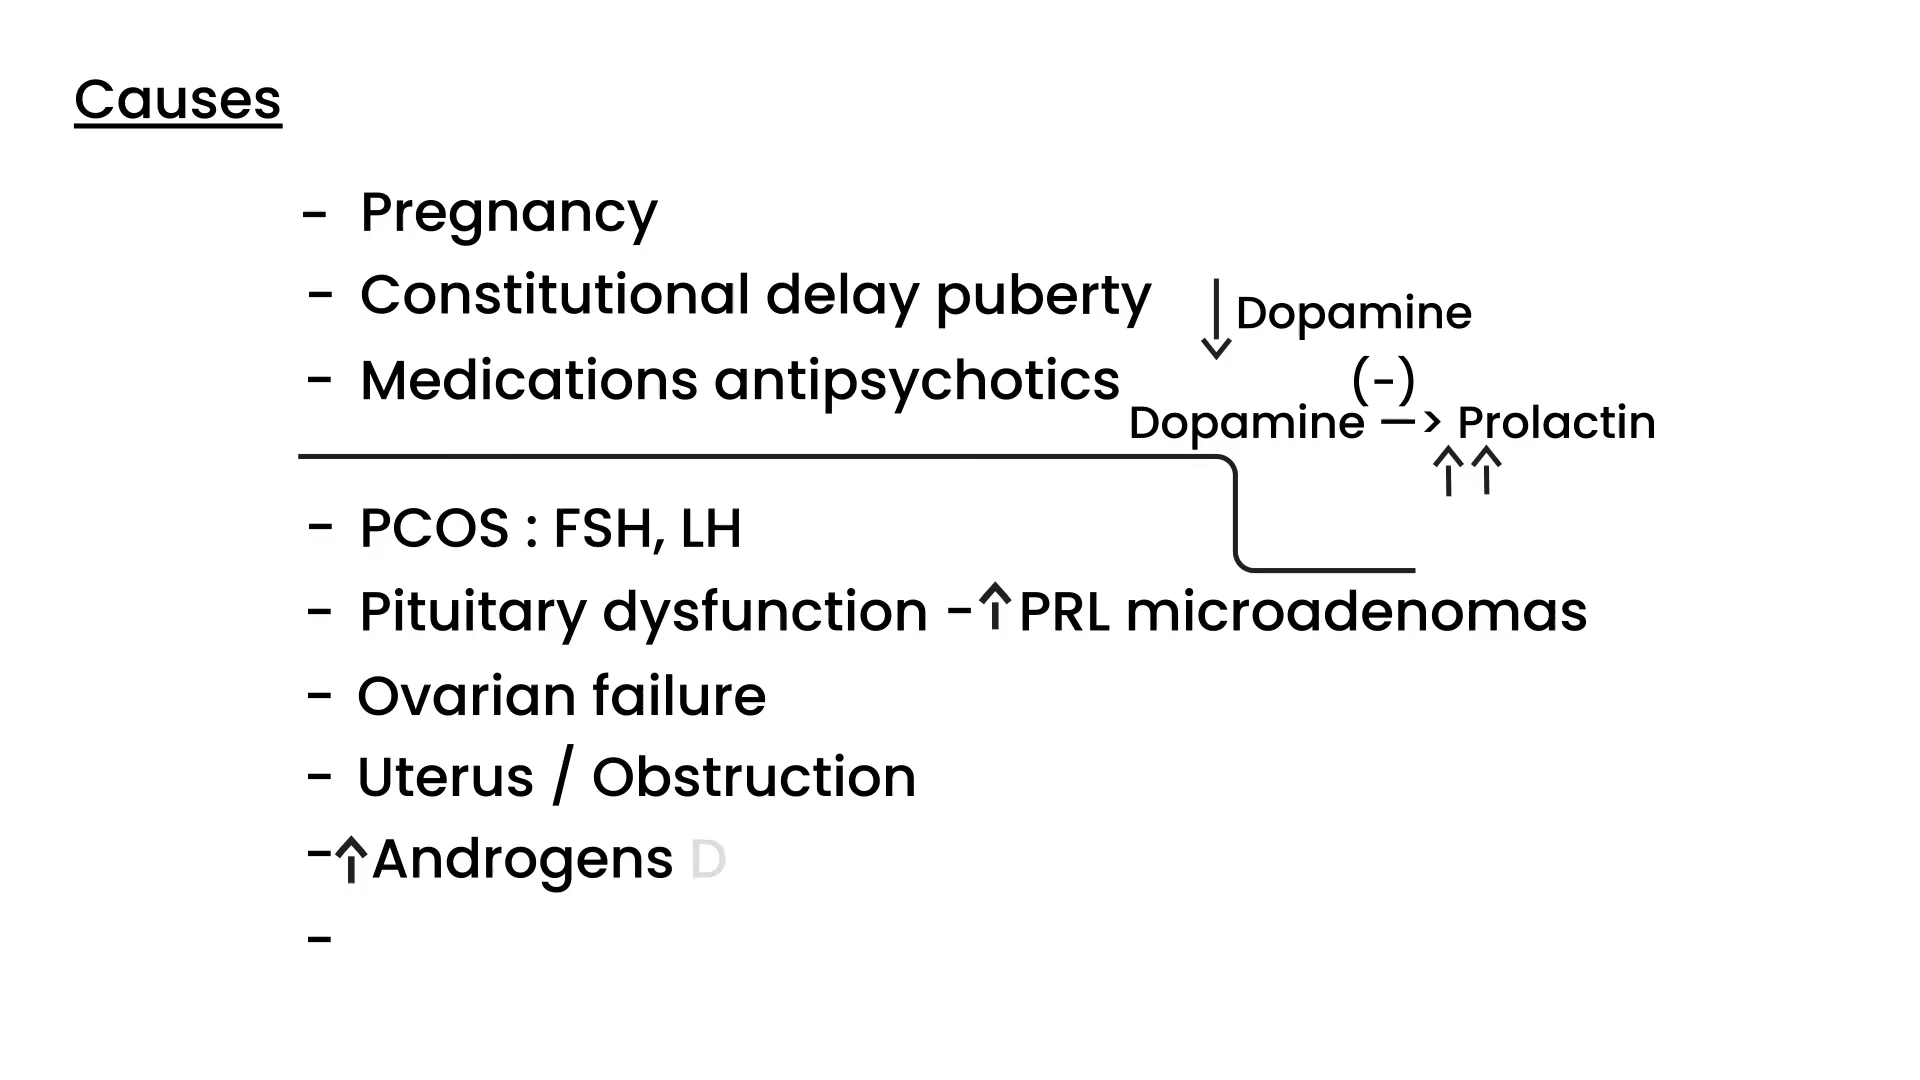 Causes
- Pregnancy
- Constitutional delay puberty
↓ Dopamine
- Medications antipsychotics
(-)
Dopamine —> Prolactin
↑↑
- PCOS : FSH, LH
- Pituitary dysfunction -↑PRL microadenomas
- Ovarian failure
- Uterus / Obstruction
-↑Androgens D
-